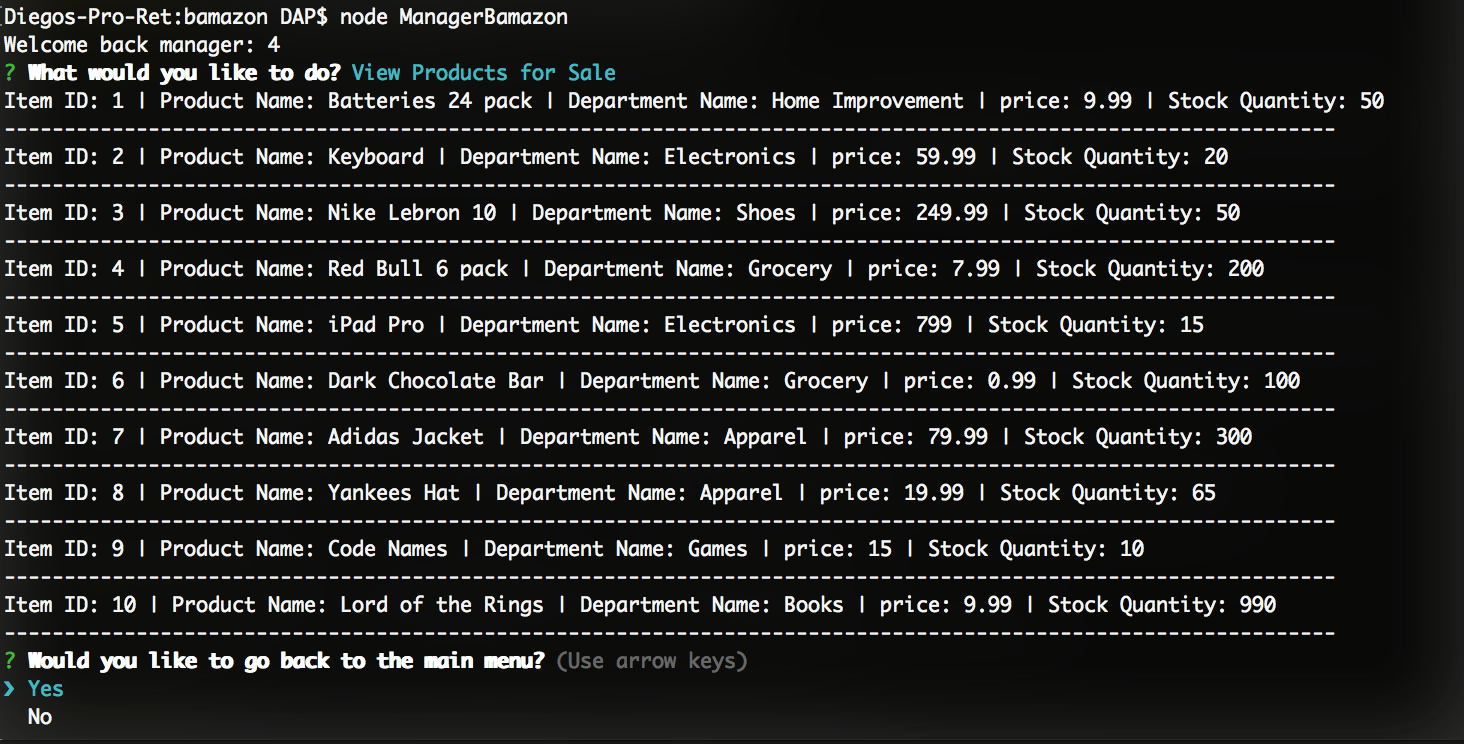 Diegos-Pro-Ret:bamazon DAP$ node ManagerBamazon
Welcome back manager: 4
? What would you like to do? View Products for Sale
Item ID: 1 | Product Name: Batteries 24 pack | Department Name: Home Improvement | price: 9.99 | Stock Quantity: 50
---------------------------------------------------------------------------------------------------------------
Item ID: 2 | Product Name: Keyboard | Department Name: Electronics | price: 59.99 | Stock Quantity: 20
---------------------------------------------------------------------------------------------------------------
Item ID: 3 | Product Name: Nike Lebron 10 | Department Name: Shoes | price: 249.99 | Stock Quantity: 50
---------------------------------------------------------------------------------------------------------------
Item ID: 4 | Product Name: Red Bull 6 pack | Department Name: Grocery | price: 7.99 | Stock Quantity: 200
---------------------------------------------------------------------------------------------------------------
Item ID: 5 | Product Name: iPad Pro | Department Name: Electronics | price: 799 | Stock Quantity: 15
---------------------------------------------------------------------------------------------------------------
Item ID: 6 | Product Name: Dark Chocolate Bar | Department Name: Grocery | price: 0.99 | Stock Quantity: 100
---------------------------------------------------------------------------------------------------------------
Item ID: 7 | Product Name: Adidas Jacket | Department Name: Apparel | price: 79.99 | Stock Quantity: 300
---------------------------------------------------------------------------------------------------------------
Item ID: 8 | Product Name: Yankees Hat | Department Name: Apparel | price: 19.99 | Stock Quantity: 65
---------------------------------------------------------------------------------------------------------------
Item ID: 9 | Product Name: Code Names | Department Name: Games | price: 15 | Stock Quantity: 10
---------------------------------------------------------------------------------------------------------------
Item ID: 10 | Product Name: Lord of the Rings | Department Name: Books | price: 9.99 | Stock Quantity: 990
---------------------------------------------------------------------------------------------------------------
? Would you like to go back to the main menu? (Use arrow keys)
❯ Yes
No